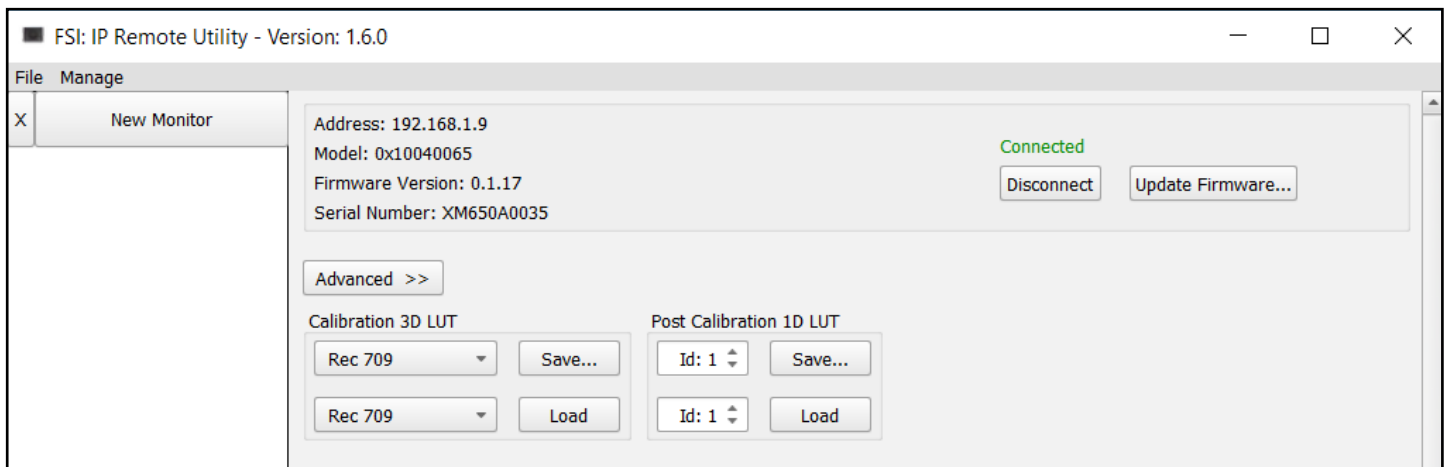 FSI: IP Remote Utility - Version: 1.6.0
File Manage
X New Monitor
Address: 192.168.1.9
Model: 0x10040065
Firmware Version: 0.1.17
Serial Number: XM650A0035
Connected
Disconnect Update Firmware...
Advanced >>
Calibration 3D LUT
Rec 709 Save...
Rec 709 Load
Post Calibration 1D LUT
Id: 1 Save...
Id: 1 Load